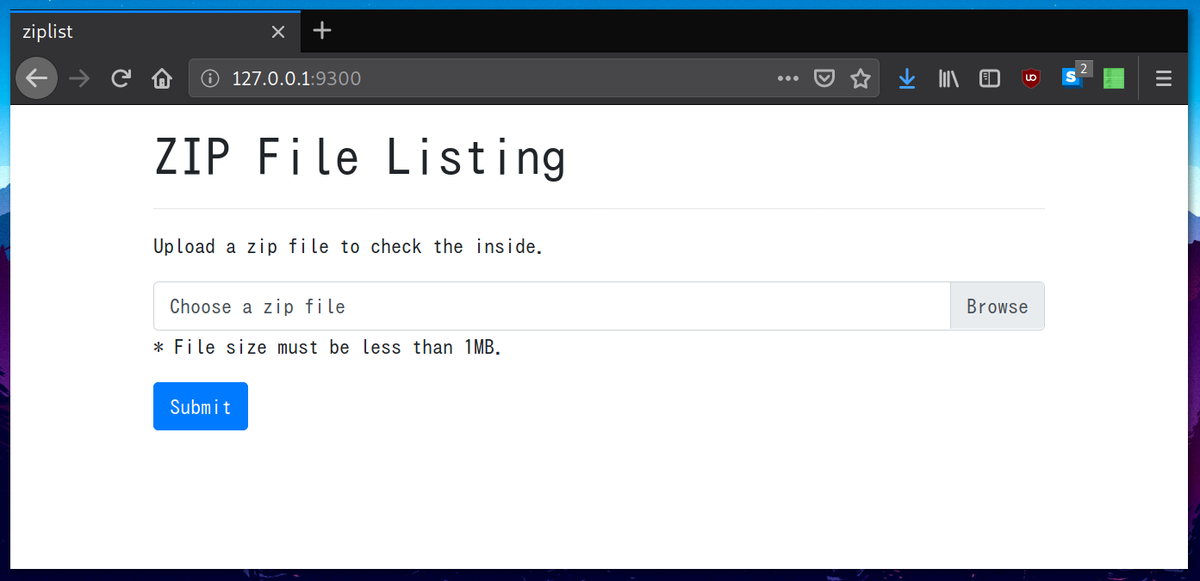 ziplist
127.0.0.1:9300
2
ZIP File Listing
Upload a zip file to check the inside.
Choose a zip file
Browse
* File size must be less than 1MB.
Submit